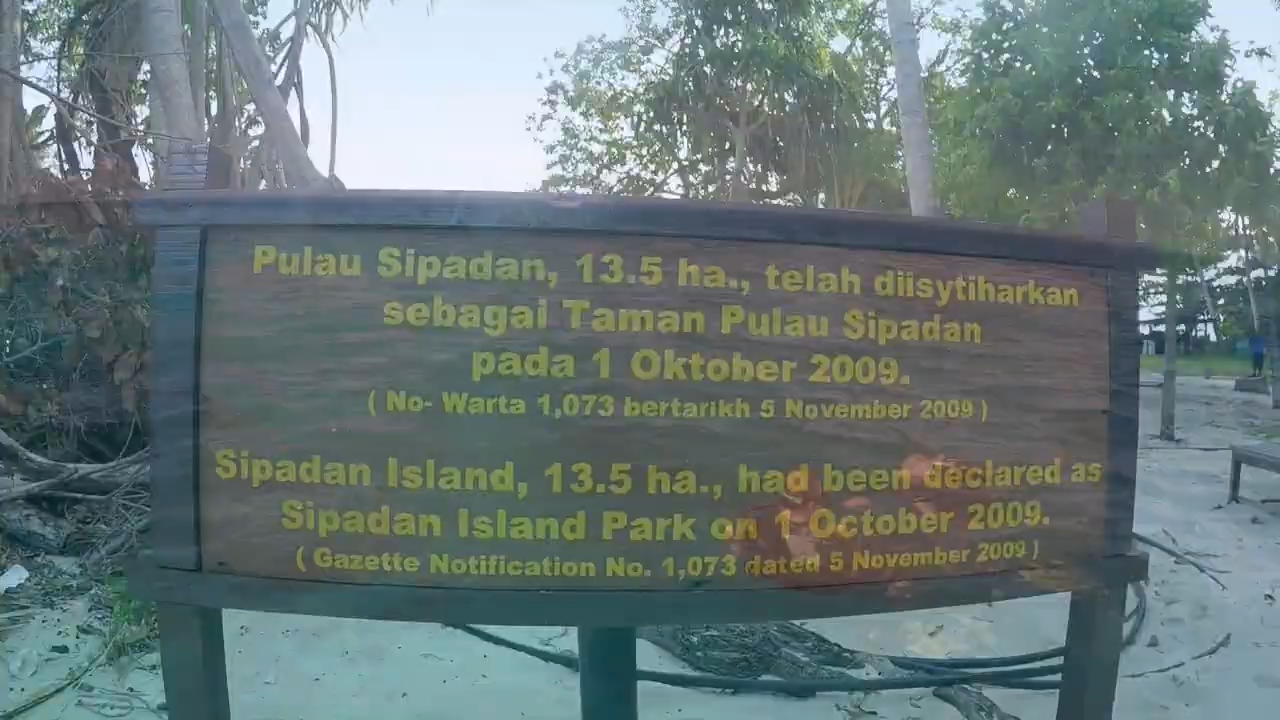 Pulau Sipadan, 13.5 ha., telah diisytiharkan
sebagai Taman Pulau Sipadan
pada 1 Oktober 2009.
( No- Warta 1,073 bertarikh 5 November 2009 )
Sipadan Island, 13.5 ha., had been declared as
Sipadan Island Park on 1 October 2009.
( Gazette Notification No. 1,073 dated 5 November 2009 )